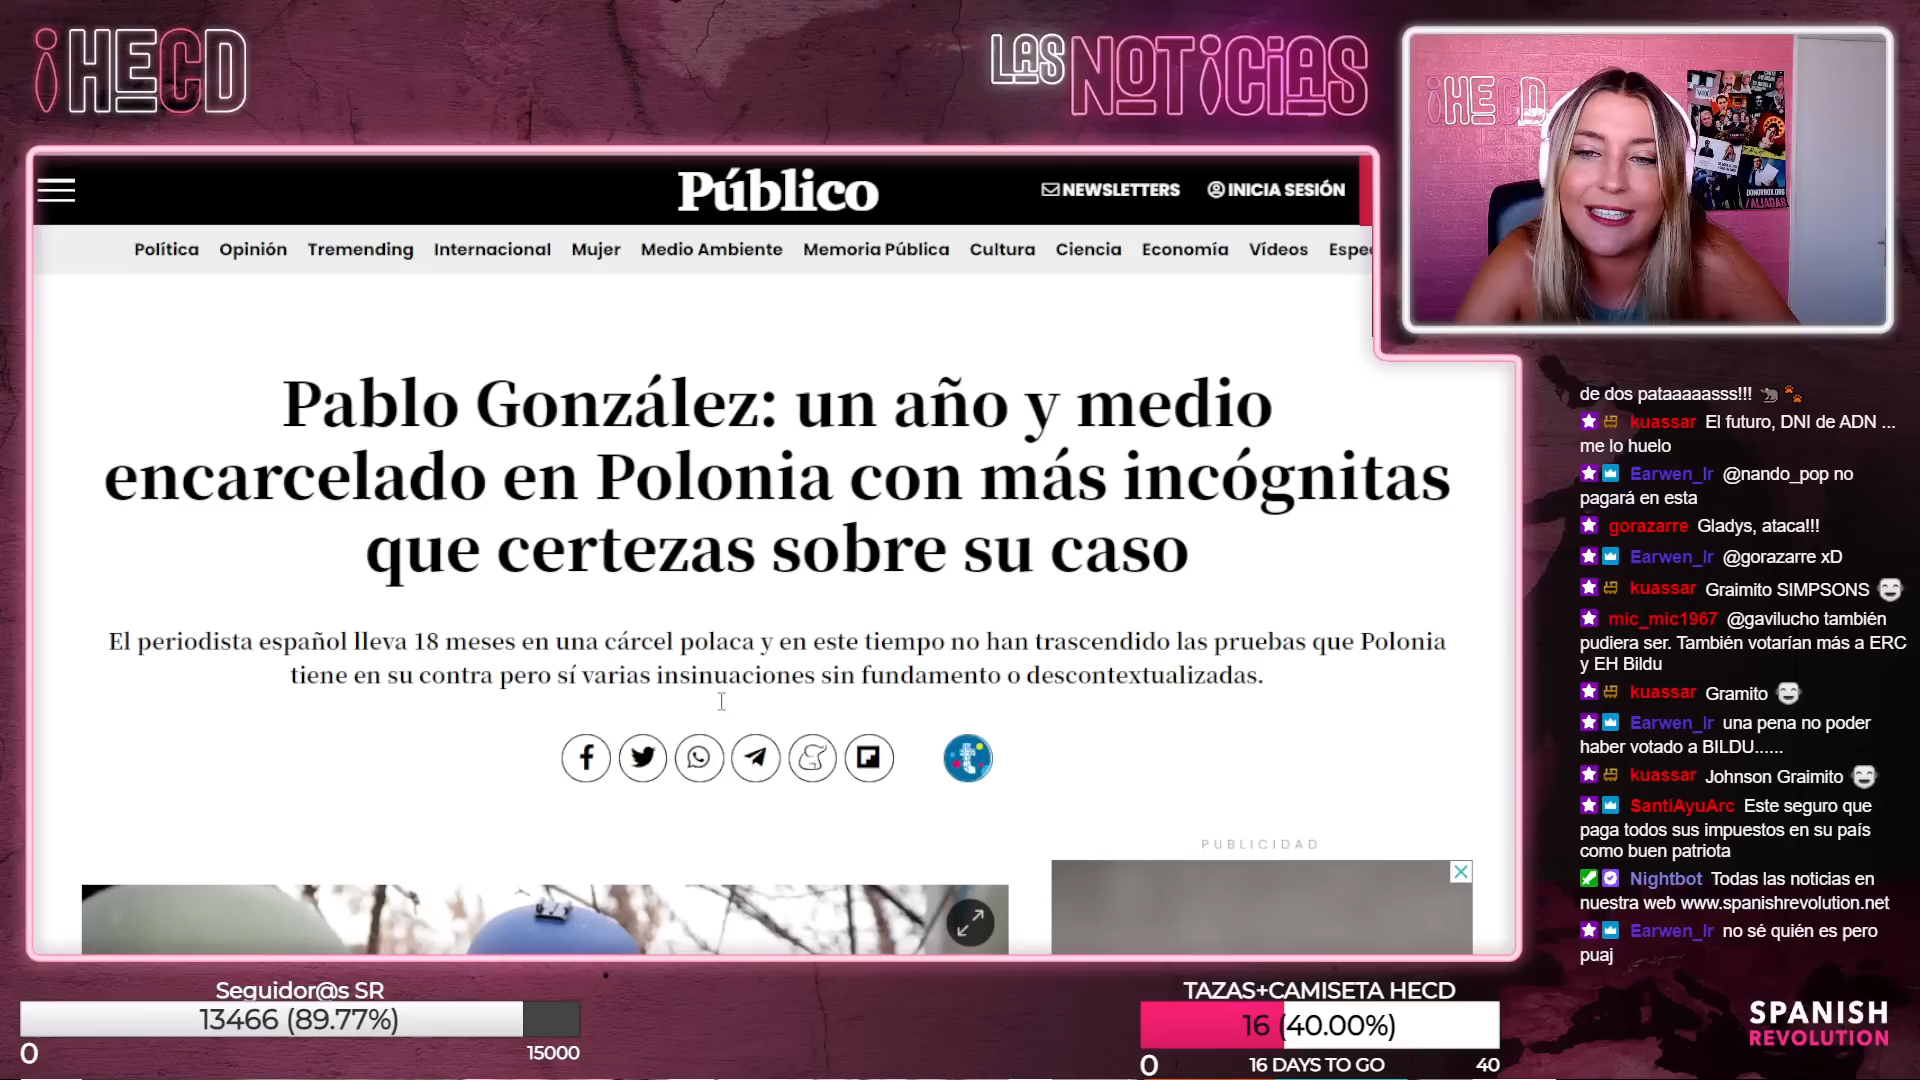 ¡HECD
LAS NOTICIAS
¡HECD
VOX
DONORBOX.ORG
/ALIADAS
Público
NEWSLETTERS
INICIA SESIÓN
Política Opinión Tremending Internacional Mujer Medio Ambiente Memoria Pública Cultura Ciencia Economía Vídeos Espe
Pablo González: un año y medio
encarcelado en Polonia con más incógnitas
que certezas sobre su caso
El periodista español lleva 18 meses en una cárcel polaca y en este tiempo no han trascendido las pruebas que Polonia
tiene en su contra pero sí varias insinuaciones sin fundamento o descontextualizadas.
PUBLICIDAD
de dos pataaaaasss!!!
kuassar El futuro, DNI de ADN ...
me lo huelo
Earwen_lr @nando_pop no
pagará en esta
gorazarre Gladys, ataca!!!
Earwen_lr @gorazarre xD
kuassar Graimito SIMPSONS
mic_mic1967 @gavilucho también
pudiera ser. También votarían más a ERC
y EH Bildu
kuassar Gramito
Earwen_lr una pena no poder
haber votado a BILDU......
kuassar Johnson Graimito
SantiAyuArc Este seguro que
paga todos sus impuestos en su país
como buen patriota
Nightbot Todas las noticias en
nuestra web www.spanishrevolution.net
Earwen_lr no sé quién es pero
puaj
Seguidor@s SR
13466 (89.77%)
0 15000
TAZAS+CAMISETA HECD
16 (40.00%)
0 16 DAYS TO GO 40
SPANISH
REVOLUTION